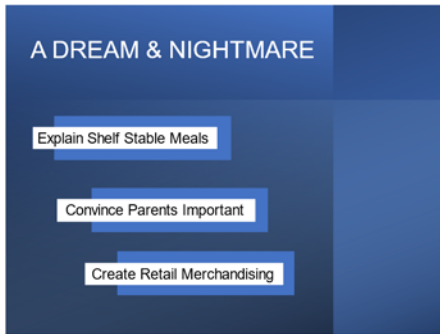 A DREAM & NIGHTMARE
Explain Shelf Stable Meals
Convince Parents Important
Create Retail Merchandising